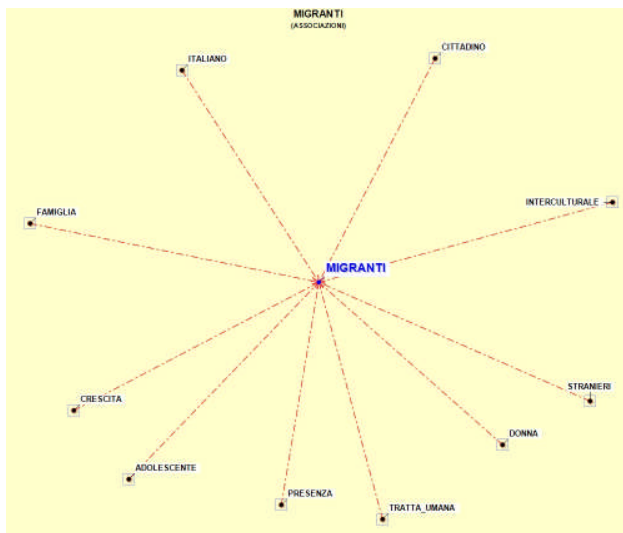 MIGRANTI
(ASSOCIAZIONI)
CITTADINO
ITALIANO
INTERCULTURALE
FAMIGLIA
MIGRANTI
STRANIERI
CRESCITA
DONNA
ADOLESCENTE
PRESENZA
TRATTA_UMANA